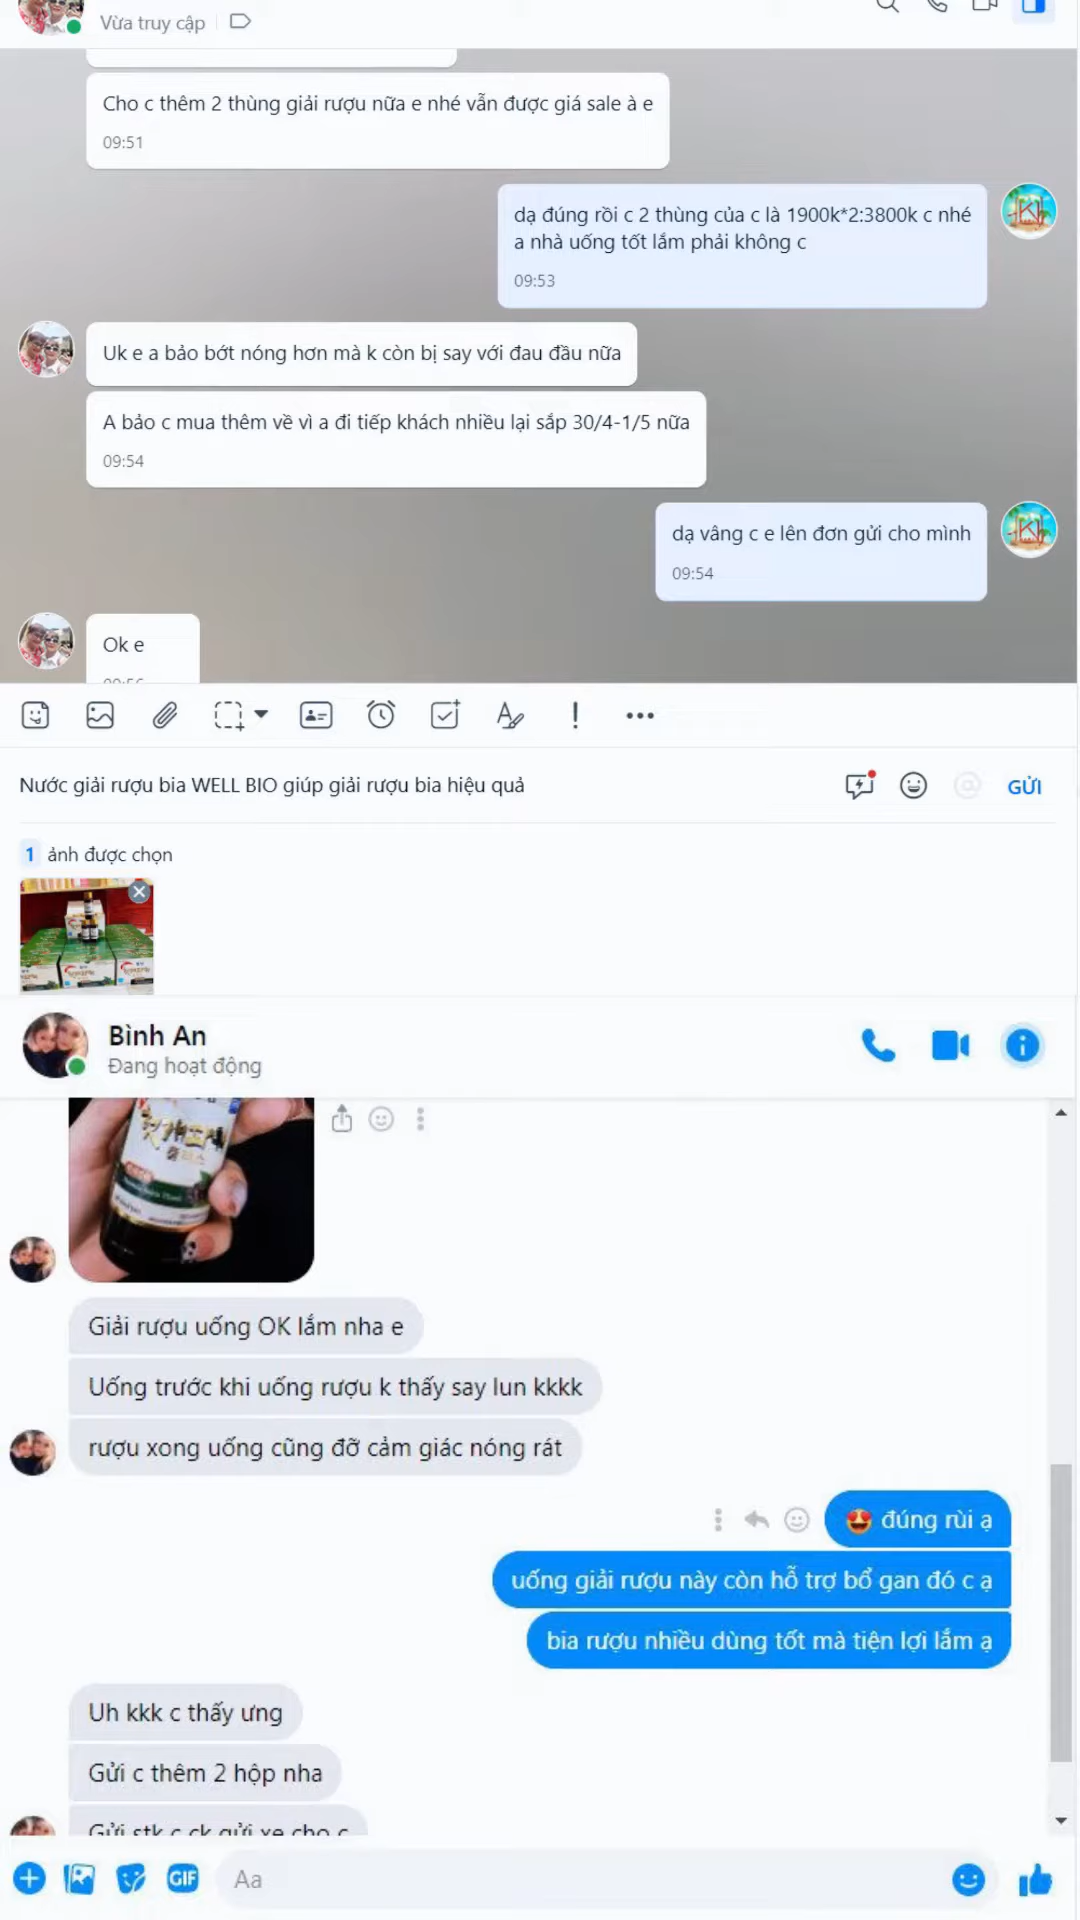 Vừa truy cập
Cho c thêm 2 thùng giải rượu nữa e nhé vẫn được giá sale à e
09:51
dạ đúng rồi c 2 thùng của c là 1900k*2:3800k c nhé
a nhà uống tốt lắm phải không c
09:53
Uk e a bảo bớt nóng hơn mà k còn bị say với đau đầu nữa
A bảo c mua thêm về vì a đi tiếp khách nhiều lại sắp 30/4-1/5 nữa
09:54
dạ vâng c e lên đơn gửi cho mình
09:54
Ok e
Nước giải rượu bia WELL BIO giúp giải rượu bia hiệu quả
GỬI
1 ảnh được chọn
Bình An
Đang hoạt động
Giải rượu uống OK lắm nha e
Uống trước khi uống rượu k thấy say lun kkkk
rượu xong uống cũng đỡ cảm giác nóng rát
đúng rùi ạ
uống giải rượu này còn hỗ trợ bổ gan đó c ạ
bia rượu nhiều dùng tốt mà tiện lợi lắm ạ
Uh kkk c thấy ưng
Gửi c thêm 2 hộp nha
Gửi stk c ck gửi xe cho c
GIF
Aa